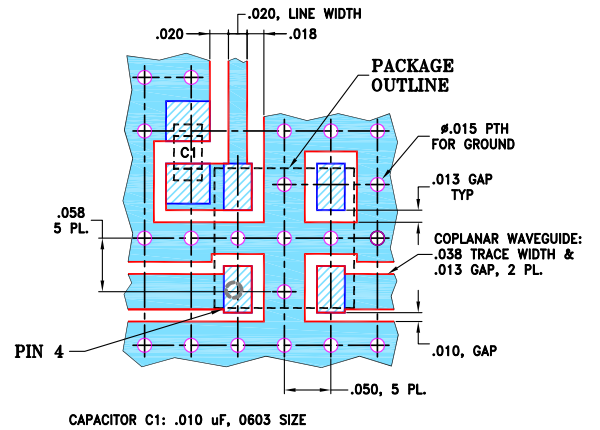 .020, LINE WIDTH
.020
.018
PACKAGE
OUTLINE
C1
ø.015 PTH
FOR GROUND
.013 GAP
TYP
.058
5 PL.
COPLANAR WAVEGUIDE:
.038 TRACE WIDTH &
.013 GAP, 2 PL.
PIN 4
.010, GAP
.050, 5 PL.
CAPACITOR C1: .010 uF, 0603 SIZE